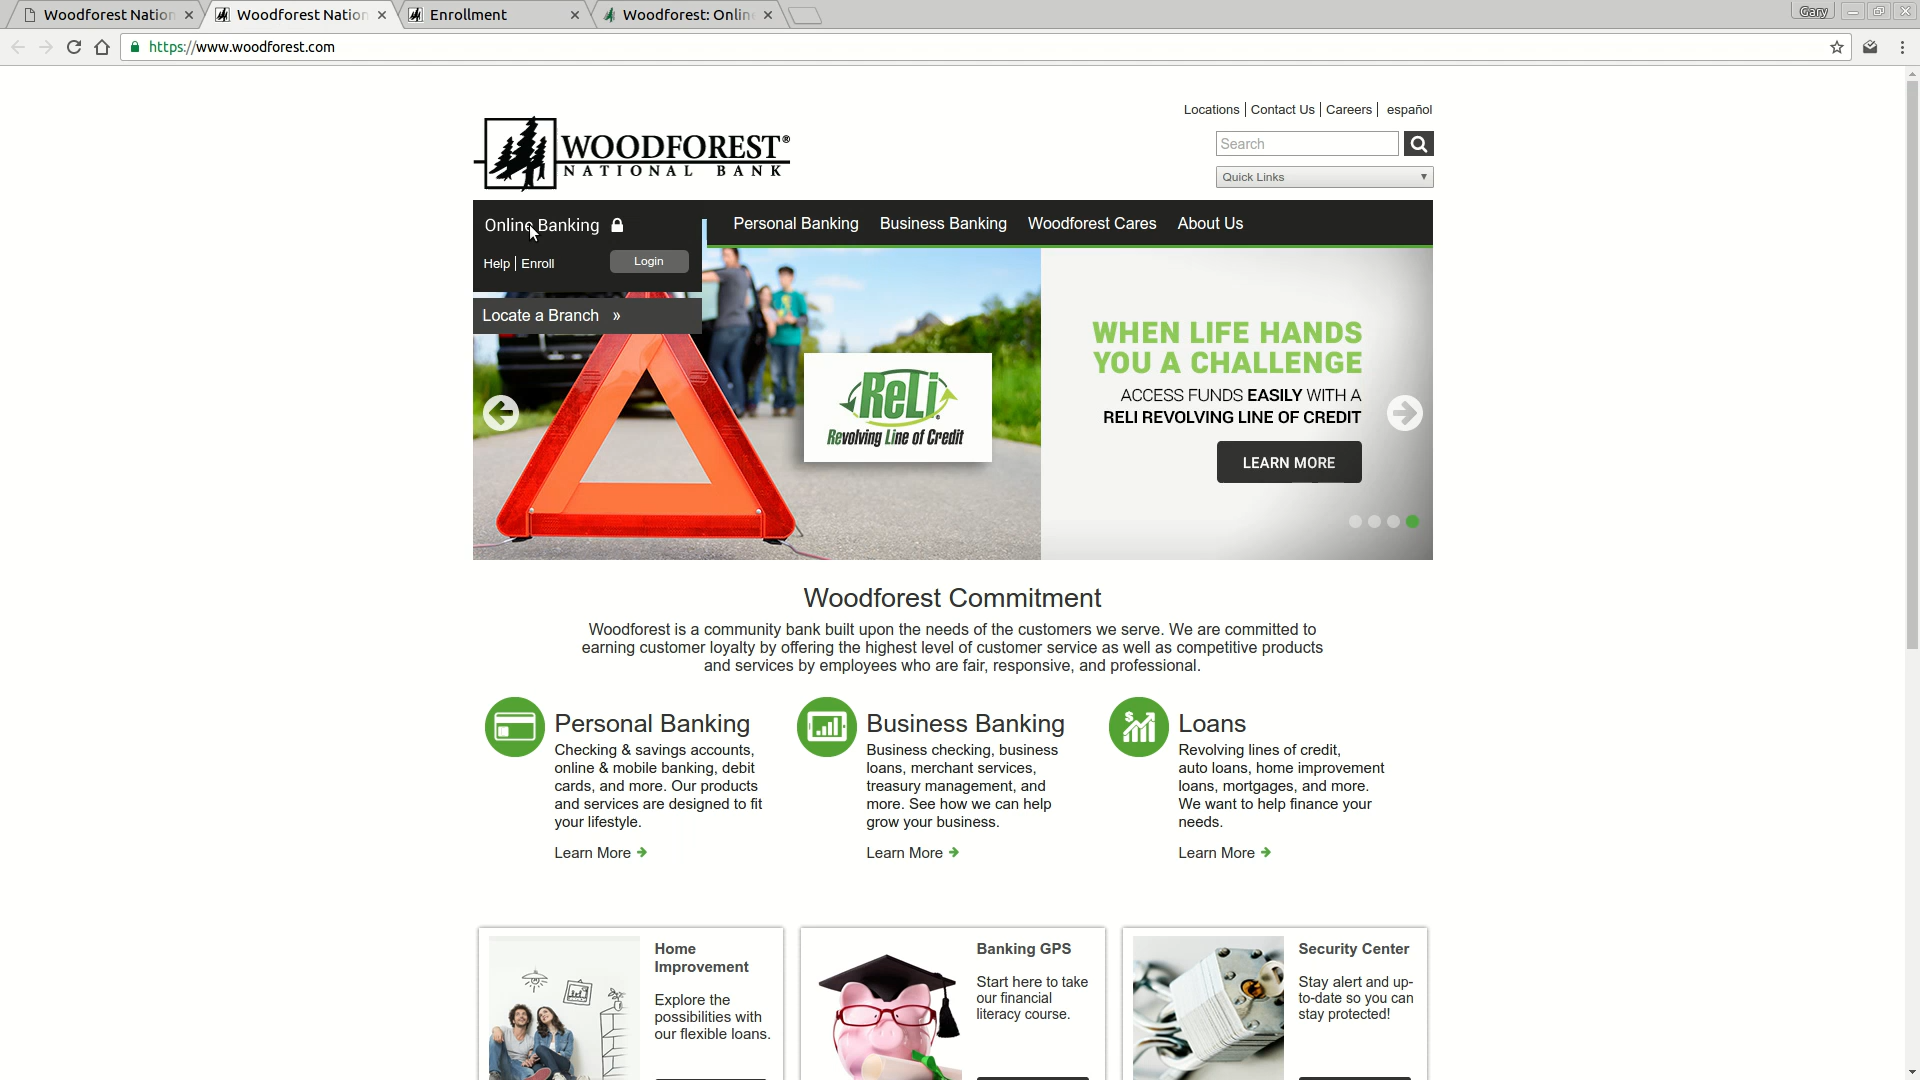 Woodforest Nation
Woodforest Nation
Enrollment
Woodforest: Onlin
Gary
https://www.woodforest.com
Locations | Contact Us | Careers | español
WOODFOREST®
NATIONAL BANK
Search
Quick Links
Online Banking
Personal Banking Business Banking Woodforest Cares About Us
Help | Enroll
Login
Locate a Branch »
WHEN LIFE HANDS
YOU A CHALLENGE
ACCESS FUNDS EASILY WITH A
RELI REVOLVING LINE OF CREDIT
LEARN MORE
ReLi
Revolving Line of Credit
Woodforest Commitment
Woodforest is a community bank built upon the needs of the customers we serve. We are committed to
earning customer loyalty by offering the highest level of customer service as well as competitive products
and services by employees who are fair, responsive, and professional.
Personal Banking
Checking & savings accounts,
online & mobile banking, debit
cards, and more. Our products
and services are designed to fit
your lifestyle.
Learn More
Business Banking
Business checking, business
loans, merchant services,
treasury management, and
more. See how we can help
grow your business.
Learn More
Loans
Revolving lines of credit,
auto loans, home improvement
loans, mortgages, and more.
We want to help finance your
needs.
Learn More
Home
Improvement
Explore the
possibilities with
our flexible loans.
Banking GPS
Start here to take
our financial
literacy course.
Security Center
Stay alert and up-
to-date so you can
stay protected!